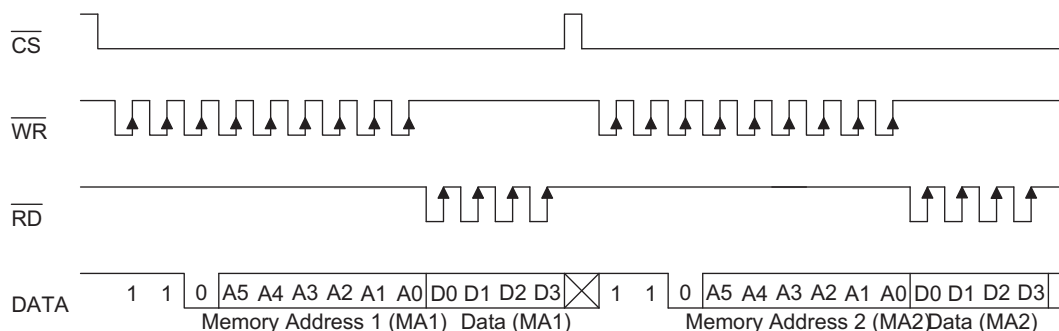 CS
WR
RD
DATA 1 1 0 A5 A4 A3 A2 A1 A0 D0 D1 D2 D3 1 1 0 A5 A4 A3 A2 A1 A0 D0 D1 D2 D3
Memory Address 1 (MA1) Data (MA1) Memory Address 2 (MA2) Data (MA2)